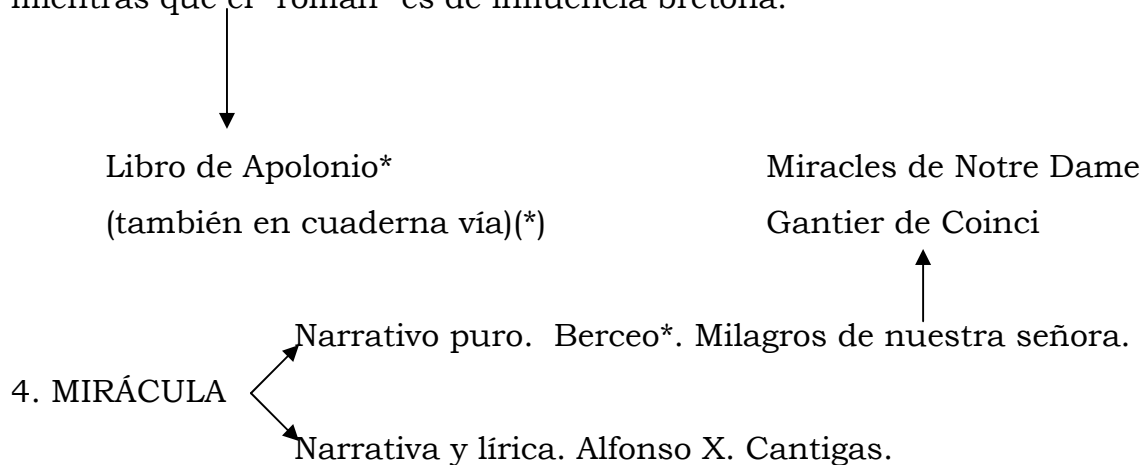 mientras que el "roman" es de influencia bretona.
Libro de Apolonio*
(también en cuaderna vía)(*)
Miracles de Notre Dame
Gantier de Coinci
Narrativo puro. Berceo*. Milagros de nuestra señora.
4. MIRÁCULA
Narrativa y lírica. Alfonso X. Cantigas.